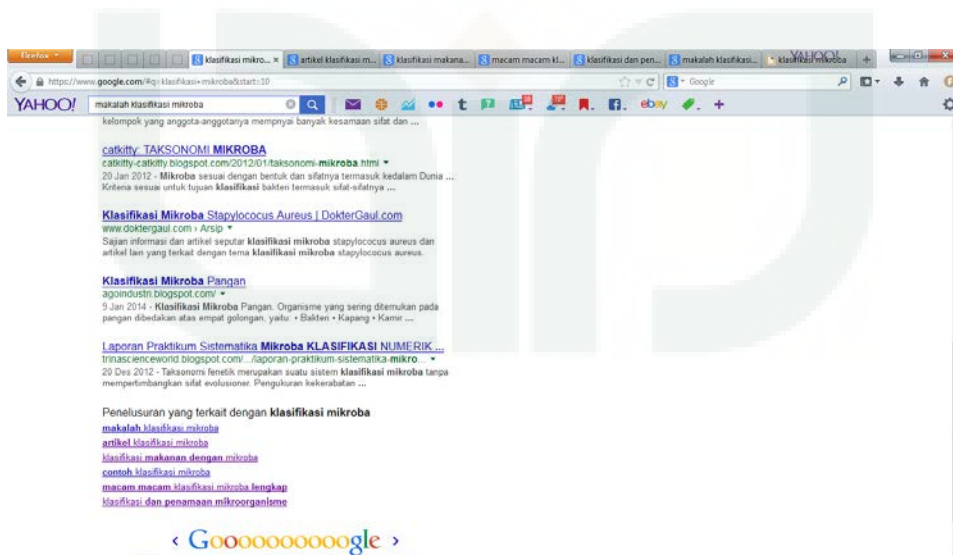 Firefox
klasifikasi mikro... × artikel klasifikasi m... klasifikasi makana... macam macam kl... klasifikasi dan pen... makalah klasifikasi... klasifikasi mikroba YAHOO! +
https://www.google.com/#q=klasifikasi+mikroba&start=10 Google
YAHOO! makalah klasifikasi mikroba ebay
kelompok yang anggota-anggotanya mempnyai banyak kesamaan sifat dan ...
catkitty: TAKSONOMI MIKROBA
catkitty-catkitty.blogspot.com/2012/01/taksonomi-mikroba.html
20 Jan 2012 - Mikroba sesuai dengan bentuk dan sifatnya termasuk kedalam Dunia ...
Kriteria sesuai untuk tujuan klasifikasi bakteri termasuk sifat-sifatnya ...
Klasifikasi Mikroba Stapylococus Aureus | DokterGaul.com
www.doktergaul.com › Arsip
Sajian informasi dan artikel seputar klasifikasi mikroba stapylococus aureus dan
artikel lain yang terkait dengan tema klasifikasi mikroba stapylococus aureus.
Klasifikasi Mikroba Pangan
agoindustri.blogspot.com/
9 Jan 2014 - Klasifikasi Mikroba Pangan. Organisme yang sering ditemukan pada
pangan dibedakan atas empat golongan, yaitu: • Bakteri • Kapang • Kamir ...
Laporan Praktikum Sistematika Mikroba KLASIFIKASI NUMERIK ...
trinascienceworld.blogspot.com/.../laporan-praktikum-sistematika-mikro...
20 Des 2012 - Taksonomi fenetik merupakan suatu sistem klasifikasi mikroba tanpa
mempertimbangkan sifat evolusioner. Pengukuran kekerabatan ...
Penelusuran yang terkait dengan klasifikasi mikroba
makalah klasifikasi mikroba
artikel klasifikasi mikroba
klasifikasi makanan dengan mikroba
contoh klasifikasi mikroba
macam macam klasifikasi mikroba lengkap
klasifikasi dan penamaan mikroorganisme
‹ Goooooooooogle ›